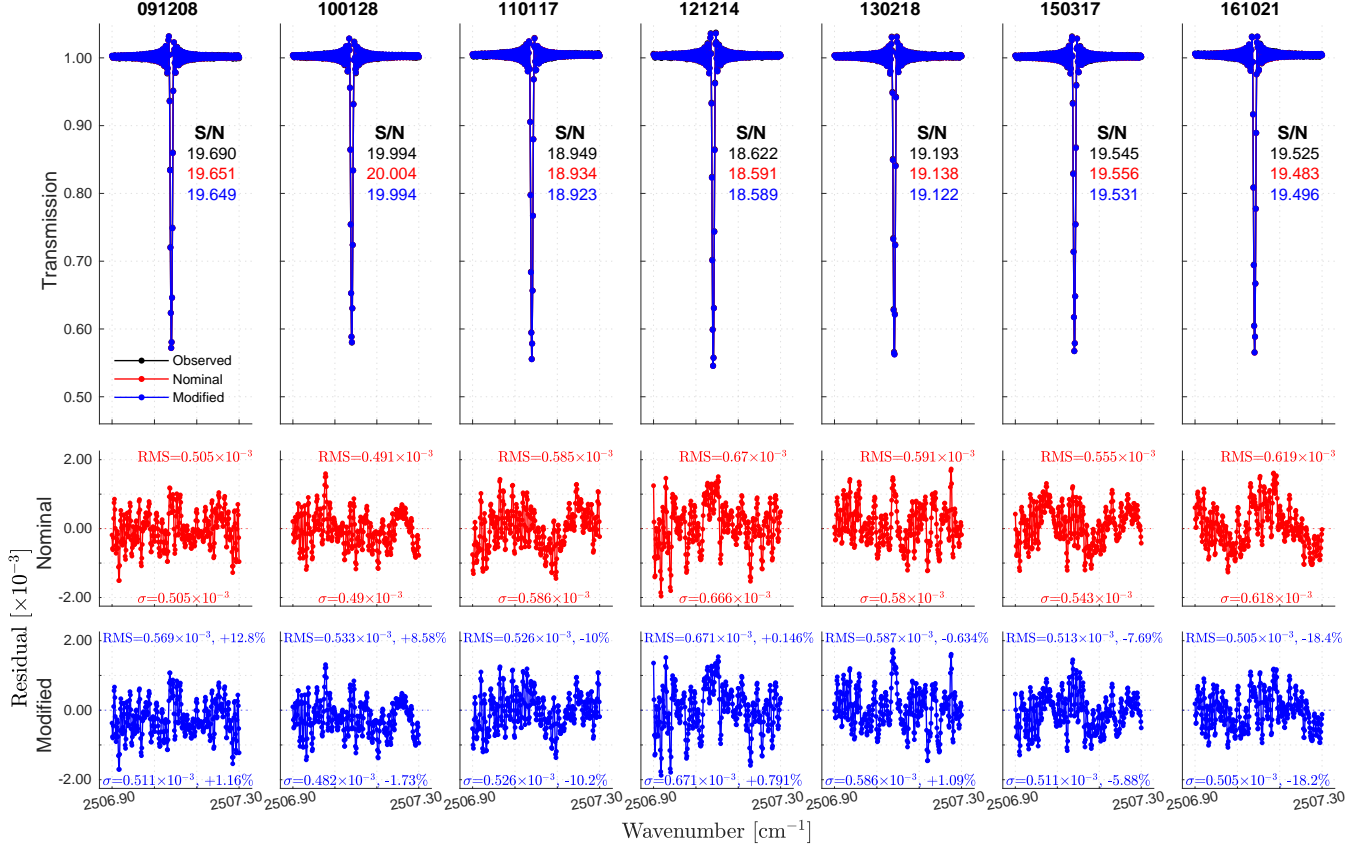 091208 100128 110117 121214 130218 150317 161021
1.00
0.90
0.80
0.70
0.60
0.50
Transmission
S/N S/N S/N S/N S/N S/N S/N
19.690 19.994 18.949 18.622 19.193 19.545 19.525
19.651 20.004 18.934 18.591 19.138 19.556 19.483
19.649 19.994 18.923 18.589 19.122 19.531 19.496
Observed
Nominal
Modified
RMS=0.505×10⁻³ RMS=0.491×10⁻³ RMS=0.585×10⁻³ RMS=0.67×10⁻³ RMS=0.591×10⁻³ RMS=0.555×10⁻³ RMS=0.619×10⁻³
2.00
0.00
-2.00
Nominal
σ=0.505×10⁻³ σ=0.49×10⁻³ σ=0.586×10⁻³ σ=0.666×10⁻³ σ=0.58×10⁻³ σ=0.543×10⁻³ σ=0.618×10⁻³
Residual [×10⁻³]
RMS=0.569×10⁻³, +12.8% RMS=0.533×10⁻³, +8.58% RMS=0.526×10⁻³, -10% RMS=0.671×10⁻³, +0.146% RMS=0.587×10⁻³, -0.634% RMS=0.513×10⁻³, -7.69% RMS=0.505×10⁻³, -18.4%
2.00
0.00
-2.00
Modified
σ=0.511×10⁻³, +1.16% σ=0.482×10⁻³, -1.73% σ=0.526×10⁻³, -10.2% σ=0.671×10⁻³, +0.791% σ=0.586×10⁻³, +1.09% σ=0.511×10⁻³, -5.88% σ=0.505×10⁻³, -18.2%
2506.90 2507.30 2506.90 2507.30 2506.90 2507.30 2506.90 2507.30 2506.90 2507.30 2506.90 2507.30 2506.90 2507.30
Wavenumber [cm⁻¹]